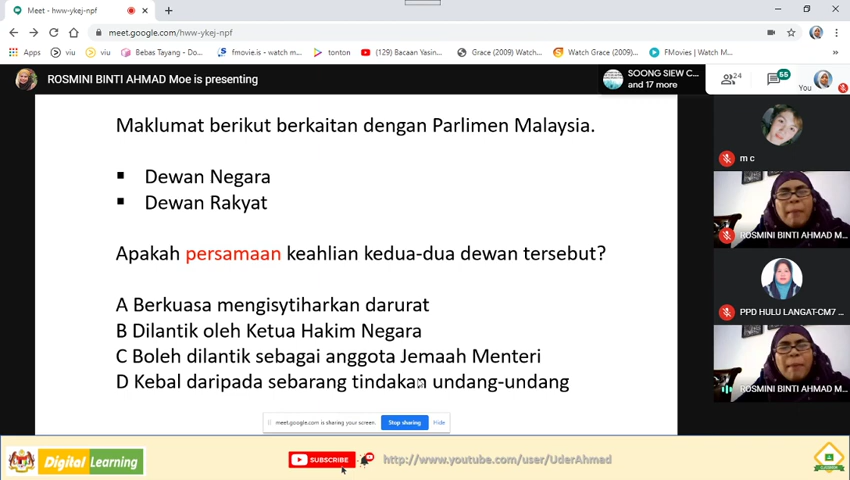 Meet - hww-ykej-npf
meet.google.com/hww-ykej-npf
Apps
viu
viu
Bebas Tayang - Do...
fmovie.is - watch m...
tonton
(129) Bacaan Yasin...
Grace (2009) Watch...
Watch Grace (2009)...
FMovies | Watch M...
»
ROSMINI BINTI AHMAD Moe is presenting
SOONG SIEW C...
and 17 more
24
55
You
Maklumat berikut berkaitan dengan Parlimen Malaysia.
▪ Dewan Negara
▪ Dewan Rakyat
Apakah persamaan keahlian kedua-dua dewan tersebut?
A Berkuasa mengisytiharkan darurat
B Dilantik oleh Ketua Hakim Negara
C Boleh dilantik sebagai anggota Jemaah Menteri
D Kebal daripada sebarang tindakan undang-undang
m c
ROSMINI BINTI AHMAD M...
PPD HULU LANGAT-CM7 ...
ROSMINI BINTI AHMAD M...
meet.google.com is sharing your screen.
Stop sharing
Hide
Digital Learning
SUBSCRIBE
http://www.youtube.com/user/UderAhmad